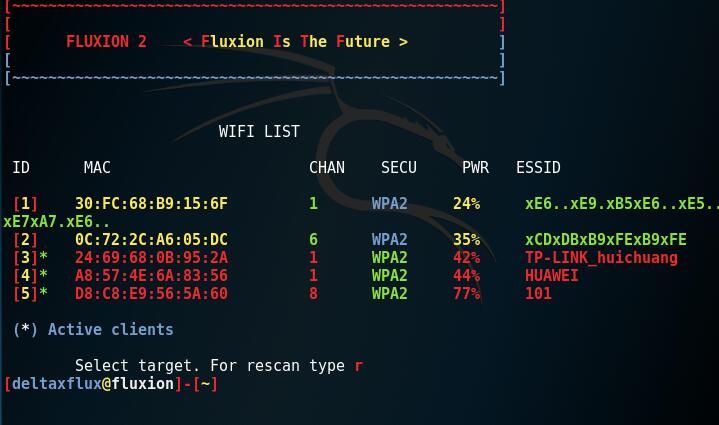 [~~~~~~~~~~~~~~~~~~~~~~~~~~~~~~~~~~~~~~~~~~~~~~~~~~~~~~]
[                                                      ]
[      FLUXION 2    < Fluxion Is The Future >          ]
[                                                      ]
[~~~~~~~~~~~~~~~~~~~~~~~~~~~~~~~~~~~~~~~~~~~~~~~~~~~~~~]
WIFI LIST
ID MAC CHAN SECU PWR ESSID
[1] 30:FC:68:B9:15:6F 1 WPA2 24% xE6..xE9.xB5xE6..xE5..
xE7xA7.xE6..
[2] 0C:72:2C:A6:05:DC 6 WPA2 35% xCDxDBxB9xFExB9xFE
[3]* 24:69:68:0B:95:2A 1 WPA2 42% TP-LINK_huichuang
[4]* A8:57:4E:6A:83:56 1 WPA2 44% HUAWEI
[5]* D8:C8:E9:56:5A:60 8 WPA2 77% 101
(*) Active clients
Select target. For rescan type r
[deltaxflux@fluxion]-[~]